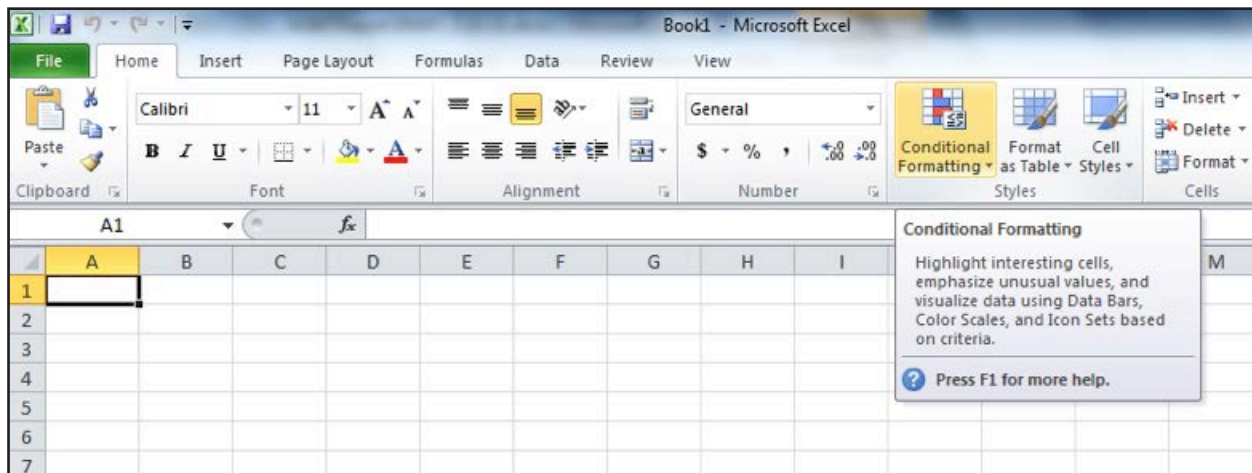 Book1 - Microsoft Excel
File Home Insert Page Layout Formulas Data Review View
Calibri 11 A A General Conditional Formatting Format as Table Cell Styles Insert
Delete
Paste B I U A $ % , .00 .0 .00 Format
Clipboard Font Alignment Number Styles Cells
A1 fx
A B C D E F G H I M
1
2
3
4
5
6
7
Conditional Formatting
Highlight interesting cells,
emphasize unusual values, and
visualize data using Data Bars,
Color Scales, and Icon Sets based
on criteria.
Press F1 for more help.